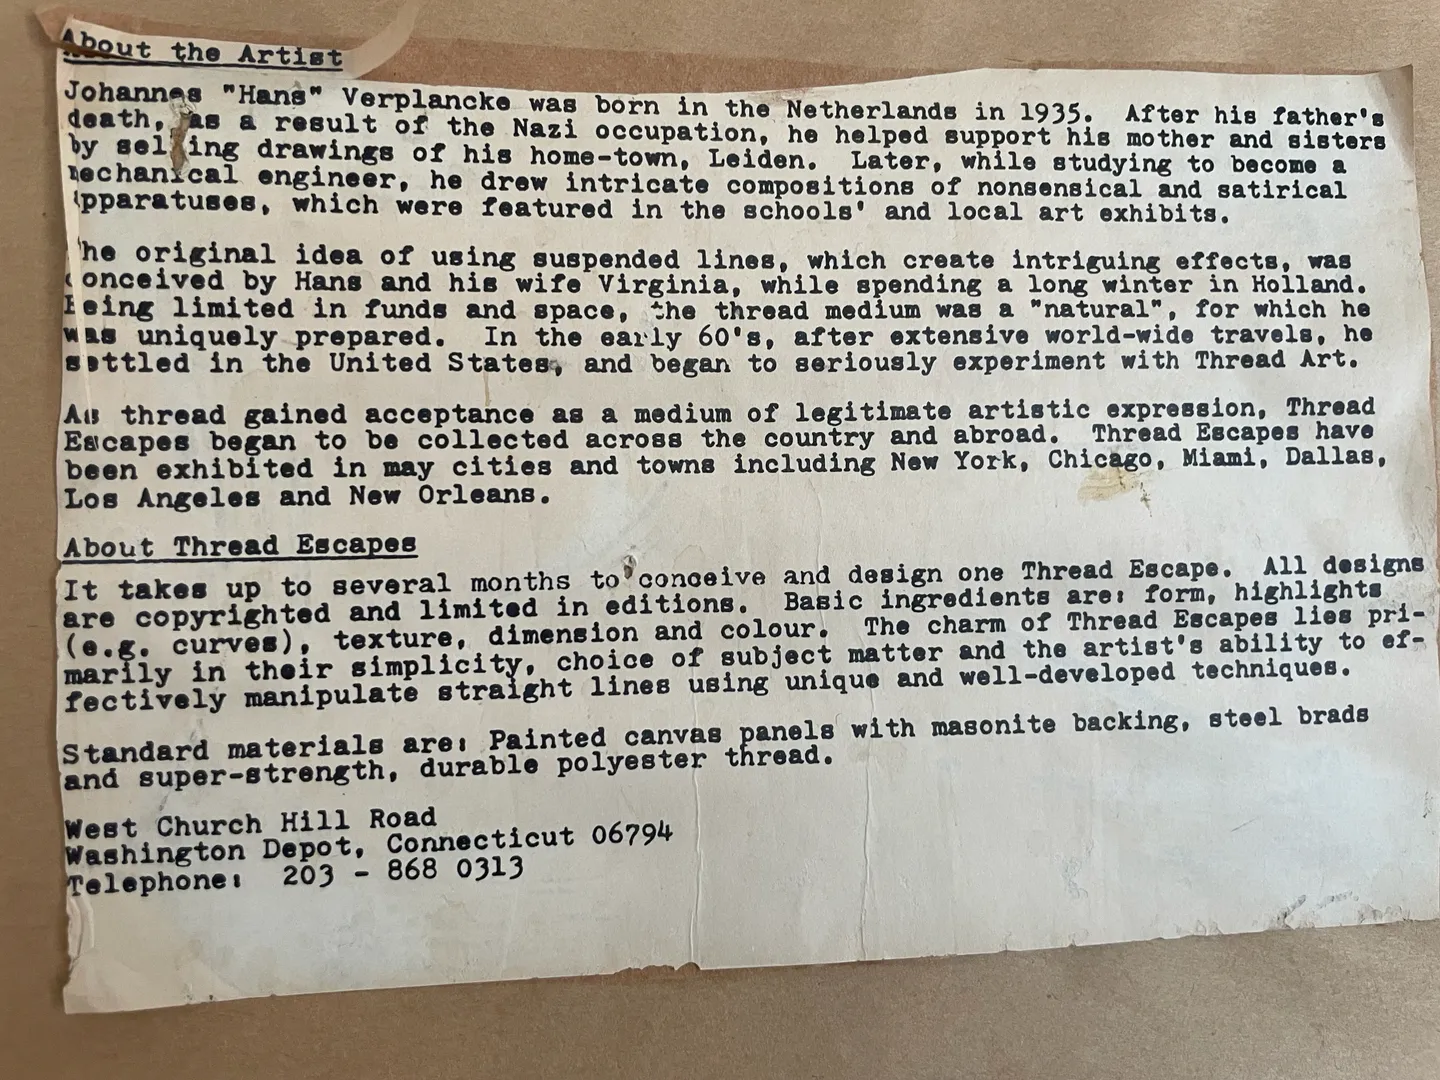 About the Artist
Johannes "Hans" Verplancke was born in the Netherlands in 1935. After his father's
death, as a result of the Nazi occupation, he helped support his mother and sisters
by selling drawings of his home-town, Leiden. Later, while studying to become a
mechanical engineer, he drew intricate compositions of nonsensical and satirical
apparatuses, which were featured in the schools' and local art exhibits.
The original idea of using suspended lines, which create intriguing effects, was
conceived by Hans and his wife Virginia, while spending a long winter in Holland.
Being limited in funds and space, the thread medium was a "natural", for which he
was uniquely prepared. In the early 60's, after extensive world-wide travels, he
settled in the United States, and began to seriously experiment with Thread Art.
As thread gained acceptance as a medium of legitimate artistic expression, Thread
Escapes began to be collected across the country and abroad. Thread Escapes have
been exhibited in may cities and towns including New York, Chicago, Miami, Dallas,
Los Angeles and New Orleans.
About Thread Escapes
It takes up to several months to conceive and design one Thread Escape. All designs
are copyrighted and limited in editions. Basic ingredients are: form, highlights
(e.g. curves), texture, dimension and colour. The charm of Thread Escapes lies pri-
marily in their simplicity, choice of subject matter and the artist's ability to ef-
fectively manipulate straight lines using unique and well-developed techniques.
Standard materials are: Painted canvas panels with masonite backing, steel brads
and super-strength, durable polyester thread.
West Church Hill Road
Washington Depot, Connecticut 06794
Telephone: 203 - 868 0313